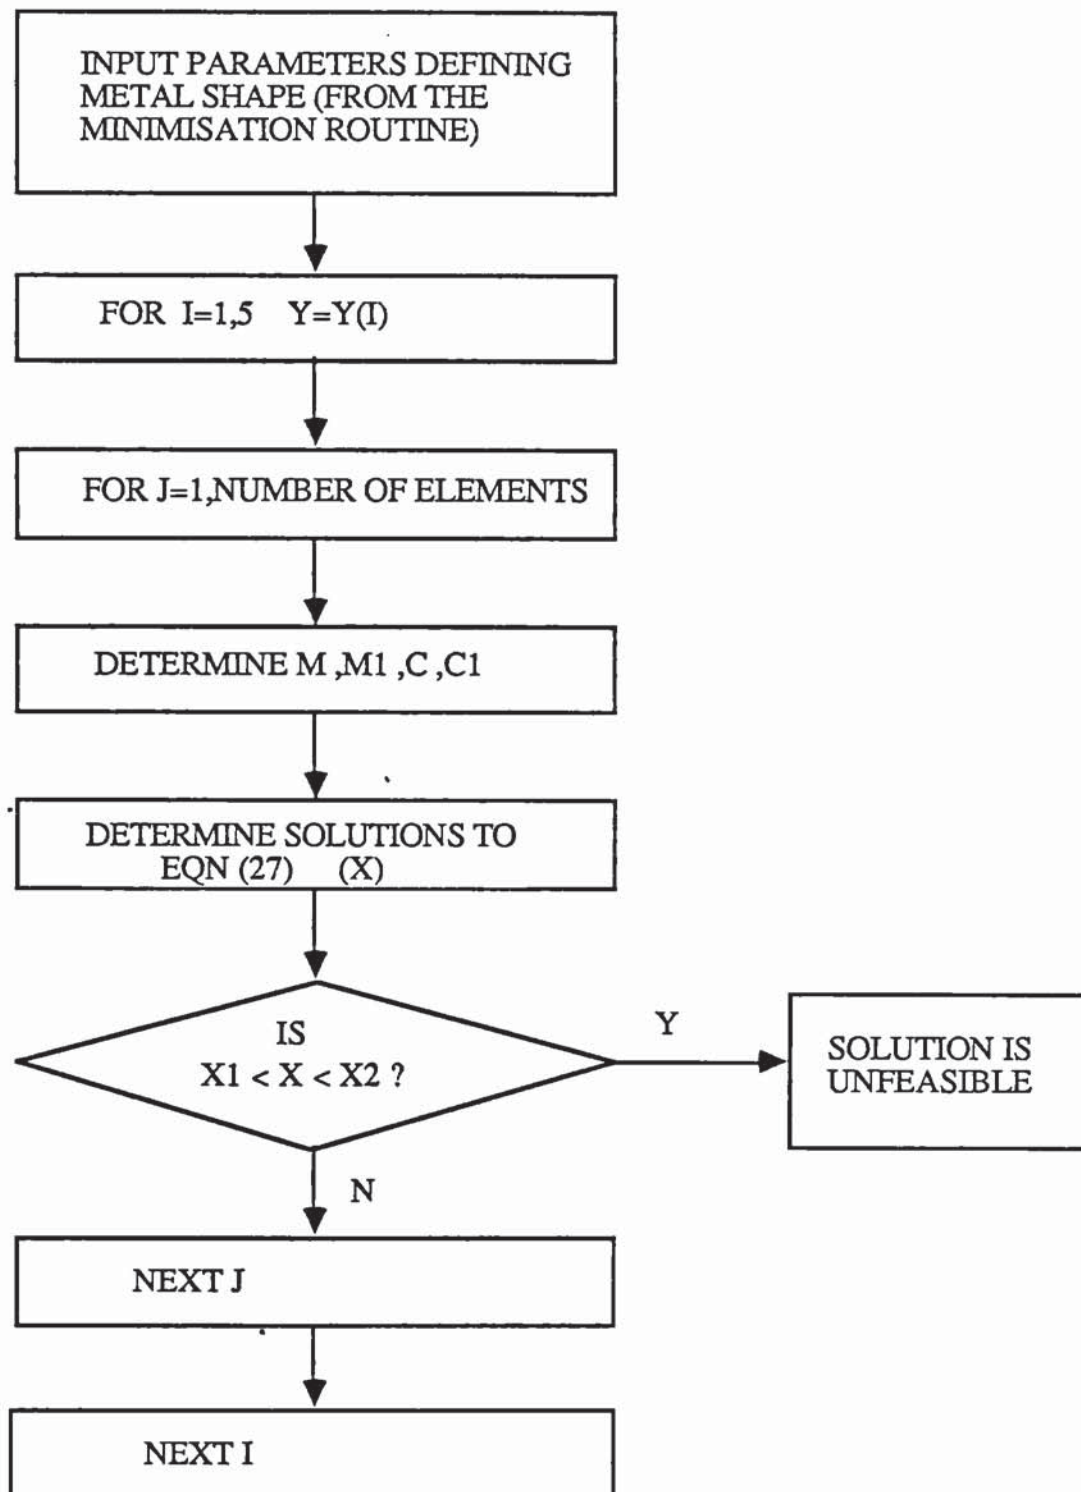 INPUT PARAMETERS DEFINING
METAL SHAPE (FROM THE
MINIMISATION ROUTINE)
FOR I=1,5 Y=Y(I)
FOR J=1,NUMBER OF ELEMENTS
DETERMINE M ,M1 ,C ,C1
DETERMINE SOLUTIONS TO
EQN (27) (X)
IS
X1 < X < X2 ?
Y
SOLUTION IS
UNFEASIBLE
N
NEXT J
NEXT I